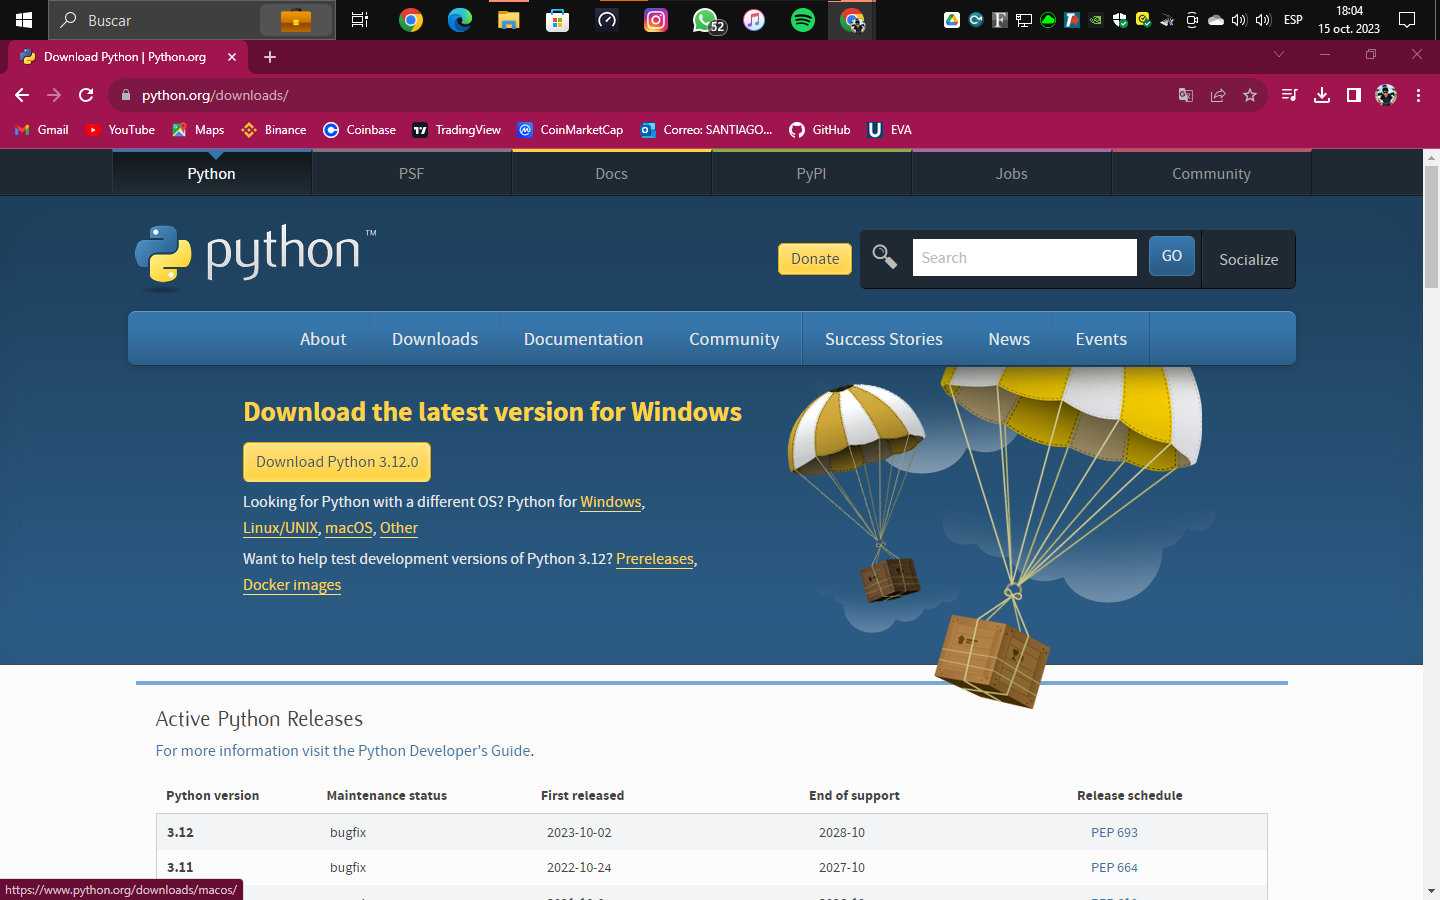 Buscar
52
ESP
18:04
15 oct. 2023
Download Python | Python.org
python.org/downloads/
Gmail
YouTube
Maps
Binance
Coinbase
TradingView
CoinMarketCap
Correo: SANTIAGO...
GitHub
EVA
Python
PSF
Docs
PyPI
Jobs
Community
python™
Donate
Search
GO
Socialize
About
Downloads
Documentation
Community
Success Stories
News
Events
Download the latest version for Windows
Download Python 3.12.0
Looking for Python with a different OS? Python for Windows,
Linux/UNIX, macOS, Other
Want to help test development versions of Python 3.12? Prereleases,
Docker images
Active Python Releases
For more information visit the Python Developer's Guide.
Python version Maintenance status First released End of support Release schedule
3.12 bugfix 2023-10-02 2028-10 PEP 693
3.11 bugfix 2022-10-24 2027-10 PEP 664
https://www.python.org/downloads/macos/